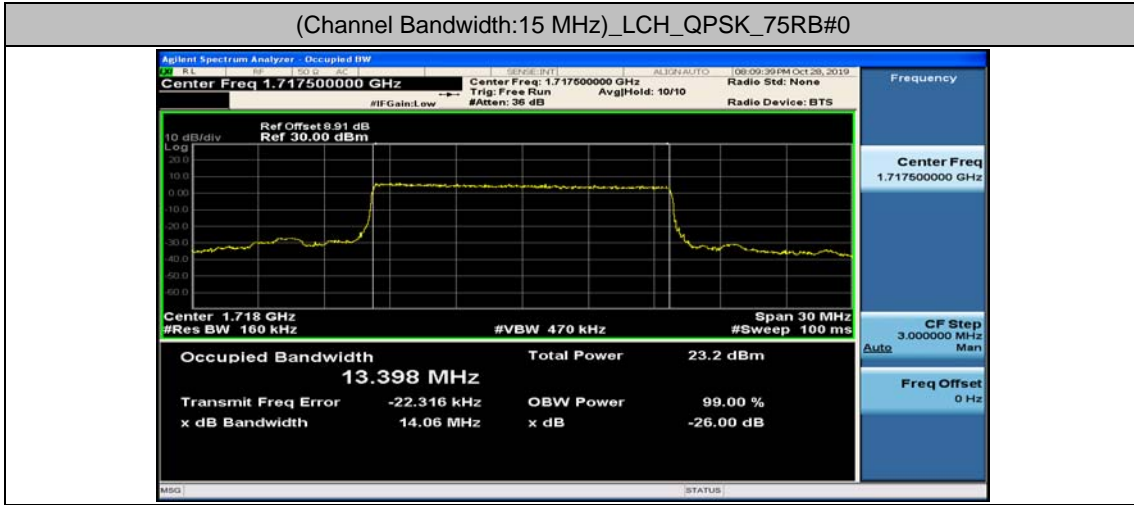 (Channel Bandwidth:15 MHz)_LCH_QPSK_75RB#0
Agilent Spectrum Analyzer - Occupied BW
RL RF 50 Ω AC SENSE:INT ALIGN AUTO 08:09:39 PM Oct 28, 2019
Center Freq 1.717500000 GHz
Center Freq: 1.717500000 GHz
Radio Std: None
Trig: Free Run Avg|Hold: 10/10
#IFGain:Low #Atten: 36 dB Radio Device: BTS
Frequency
Ref Offset 8.91 dB
10 dB/div Ref 30.00 dBm
Log
20.0
10.0
0.00
-10.0
-20.0
-30.0
-40.0
-50.0
-60.0
Center 1.718 GHz Span 30 MHz
#Res BW 160 kHz #VBW 470 kHz #Sweep 100 ms
Center Freq
1.717500000 GHz
CF Step
3.000000 MHz
Auto Man
Freq Offset
0 Hz
Occupied Bandwidth Total Power 23.2 dBm
13.398 MHz
Transmit Freq Error -22.316 kHz OBW Power 99.00 %
x dB Bandwidth 14.06 MHz x dB -26.00 dB
MSG STATUS